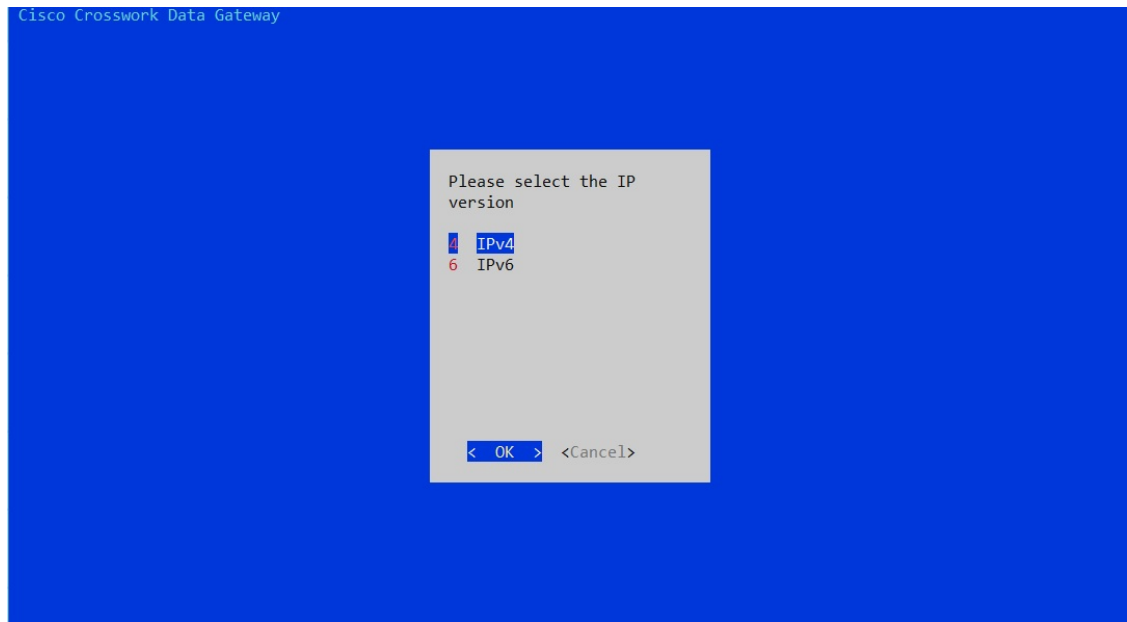 Cisco Crosswork Data Gateway
Please select the IP
version
4 IPv4
6 IPv6
< OK > <Cancel>